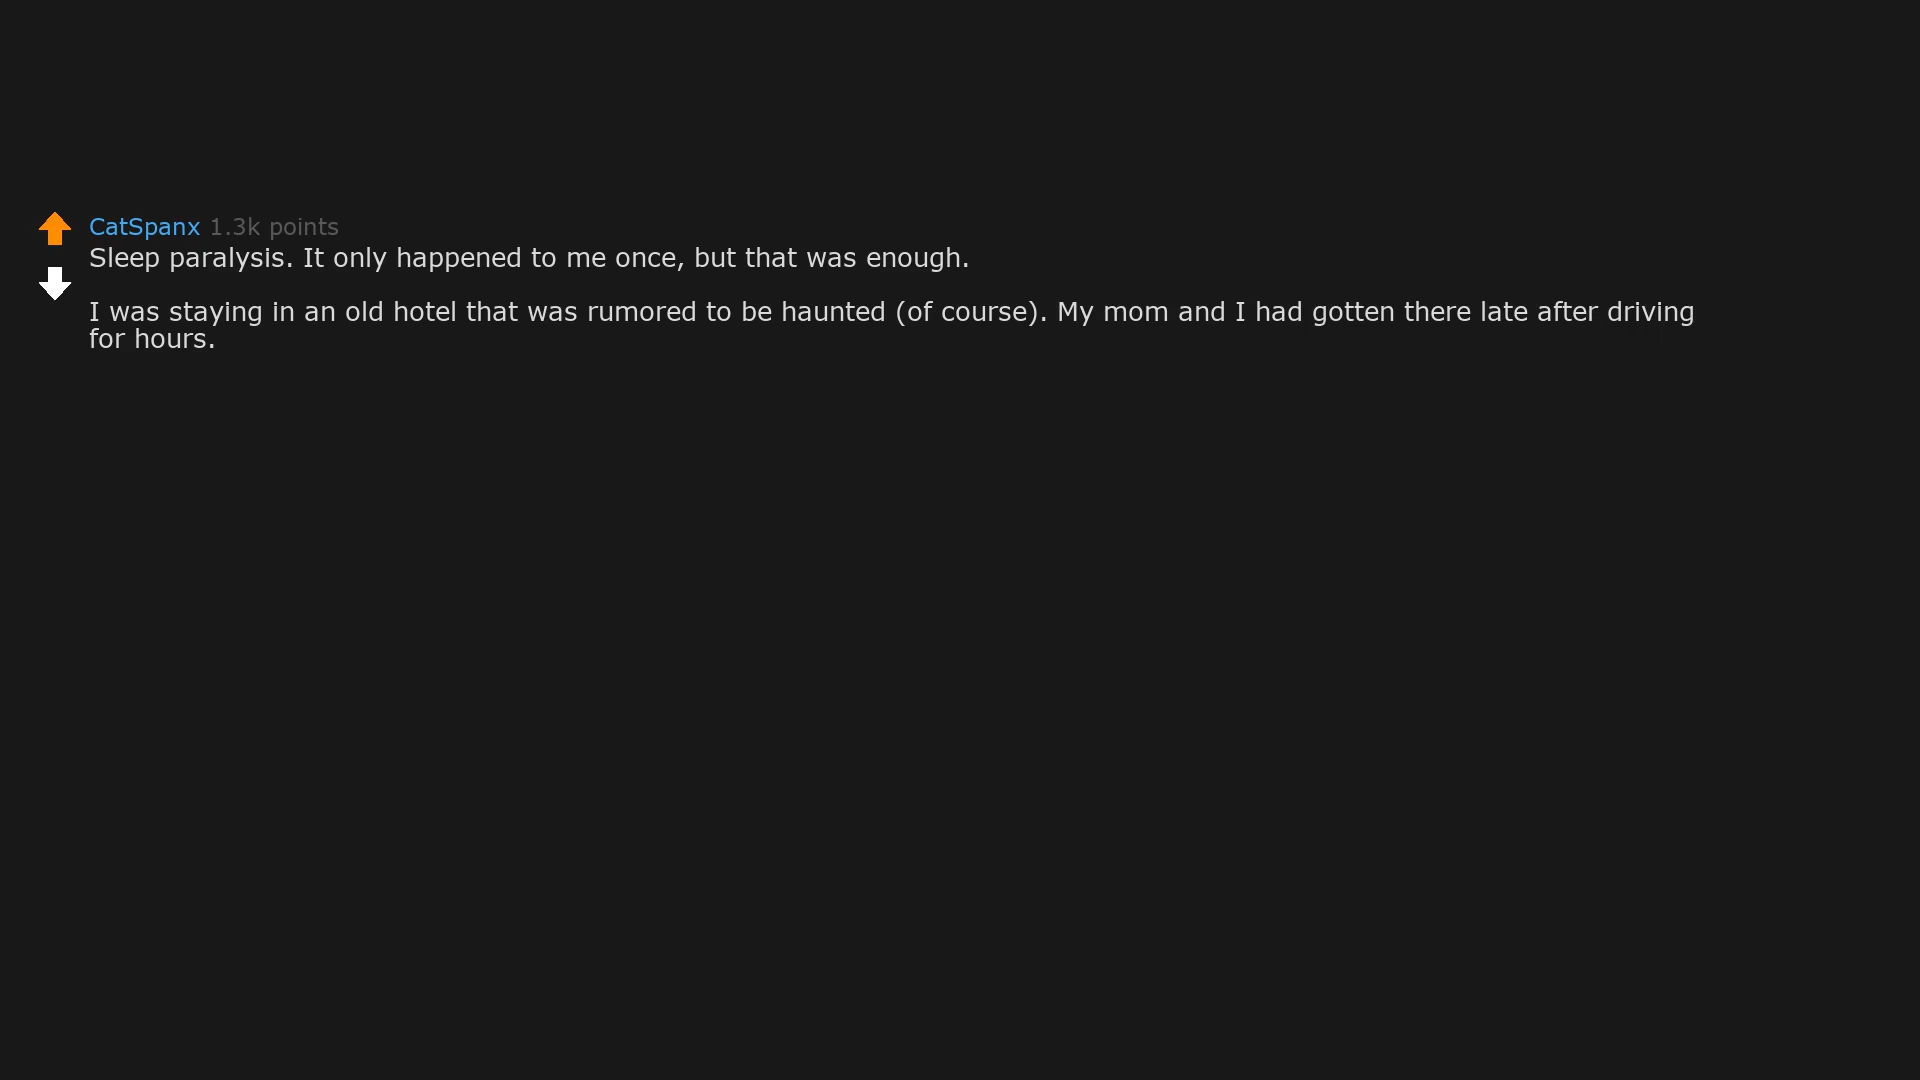 CatSpanx 1.3k points
Sleep paralysis. It only happened to me once, but that was enough.
I was staying in an old hotel that was rumored to be haunted (of course). My mom and I had gotten there late after driving
for hours.